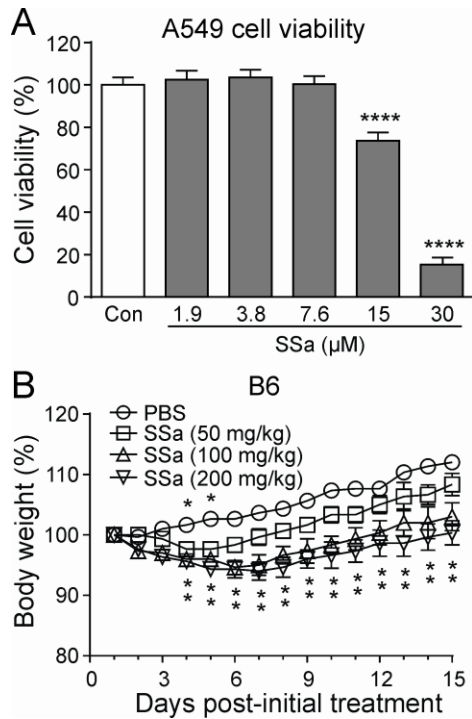 A
A549 cell viability
Cell viability (%)
120
100
80
60
40
20
0
****
****
Con 1.9 3.8 7.6 15 30
SSa (µM)
B
B6
Body weight (%)
120
110
100
90
80
PBS
SSa (50 mg/kg)
SSa (100 mg/kg)
SSa (200 mg/kg)
* *
* * * * * * * * * * * *
* * * * * * * * * * * *
0 3 6 9 12 15
Days post-initial treatment